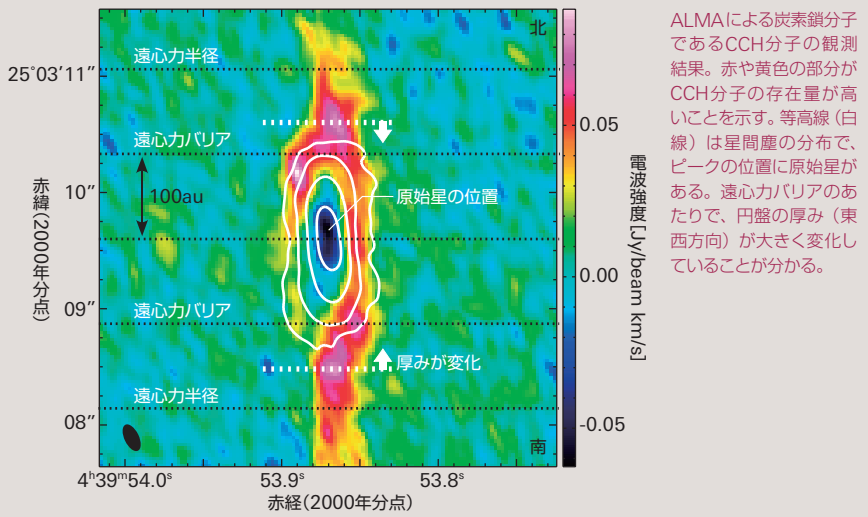 北
遠心力半径
25°03′11″
0.05
遠心力バリア
10″
100au
原始星の位置
赤緯(2000年分点)
電波強度[Jy/beam km/s]
0.00
遠心力バリア
09″
厚みが変化
遠心力半径
08″
-0.05
南
4ʰ39ᵐ54.0ˢ
53.9ˢ
53.8ˢ
赤経(2000年分点)
ALMAによる炭素鎖分子
であるCCH分子の観測
結果。赤や黄色の部分が
CCH分子の存在量が高
いことを示す。等高線（白
線）は星間塵の分布で、
ピークの位置に原始星が
ある。遠心力バリアのあ
たりで、円盤の厚み（東
西方向）が大きく変化し
ていることが分かる。